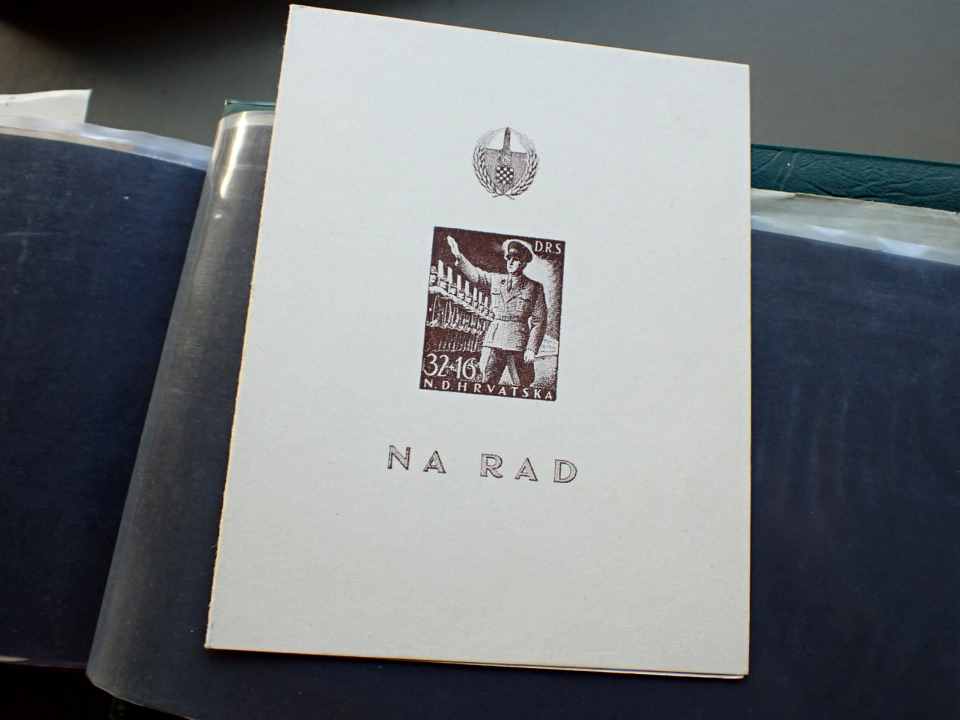 D.R.S
32+16
N.D.HRVATSKA
NA RAD